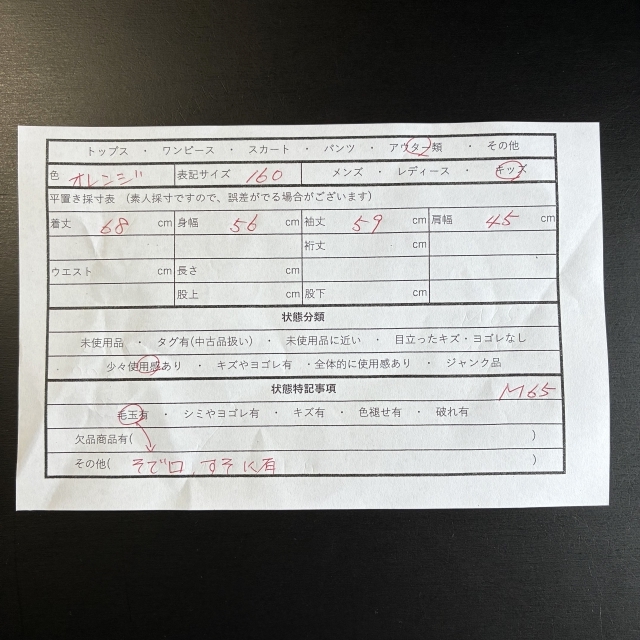 トップス ・ ワンピース ・ スカート ・ パンツ ・ アウター類 ・ その他
色 オレンジ 表記サイズ 160 メンズ ・ レディース ・ キッズ
平置き採寸表 （素人採寸ですので、誤差がでる場合がございます）
着丈 68 cm 身幅 56 cm 袖丈 59 cm 肩幅 45 cm
裄丈 cm
ウエスト cm 長さ cm
股上 cm 股下 cm
状態分類
未使用品 ・ タグ有(中古品扱い) ・ 未使用品に近い ・ 目立ったキズ・ヨゴレなし
少々使用感あり ・ キズやヨゴレ有 ・全体的に使用感あり ・ ジャンク品
状態特記事項 M65
毛玉有 ・ シミやヨゴレ有 ・ キズ有 ・ 色褪せ有 ・ 破れ有
欠品商品有( )
その他( そで口 すそに有 )